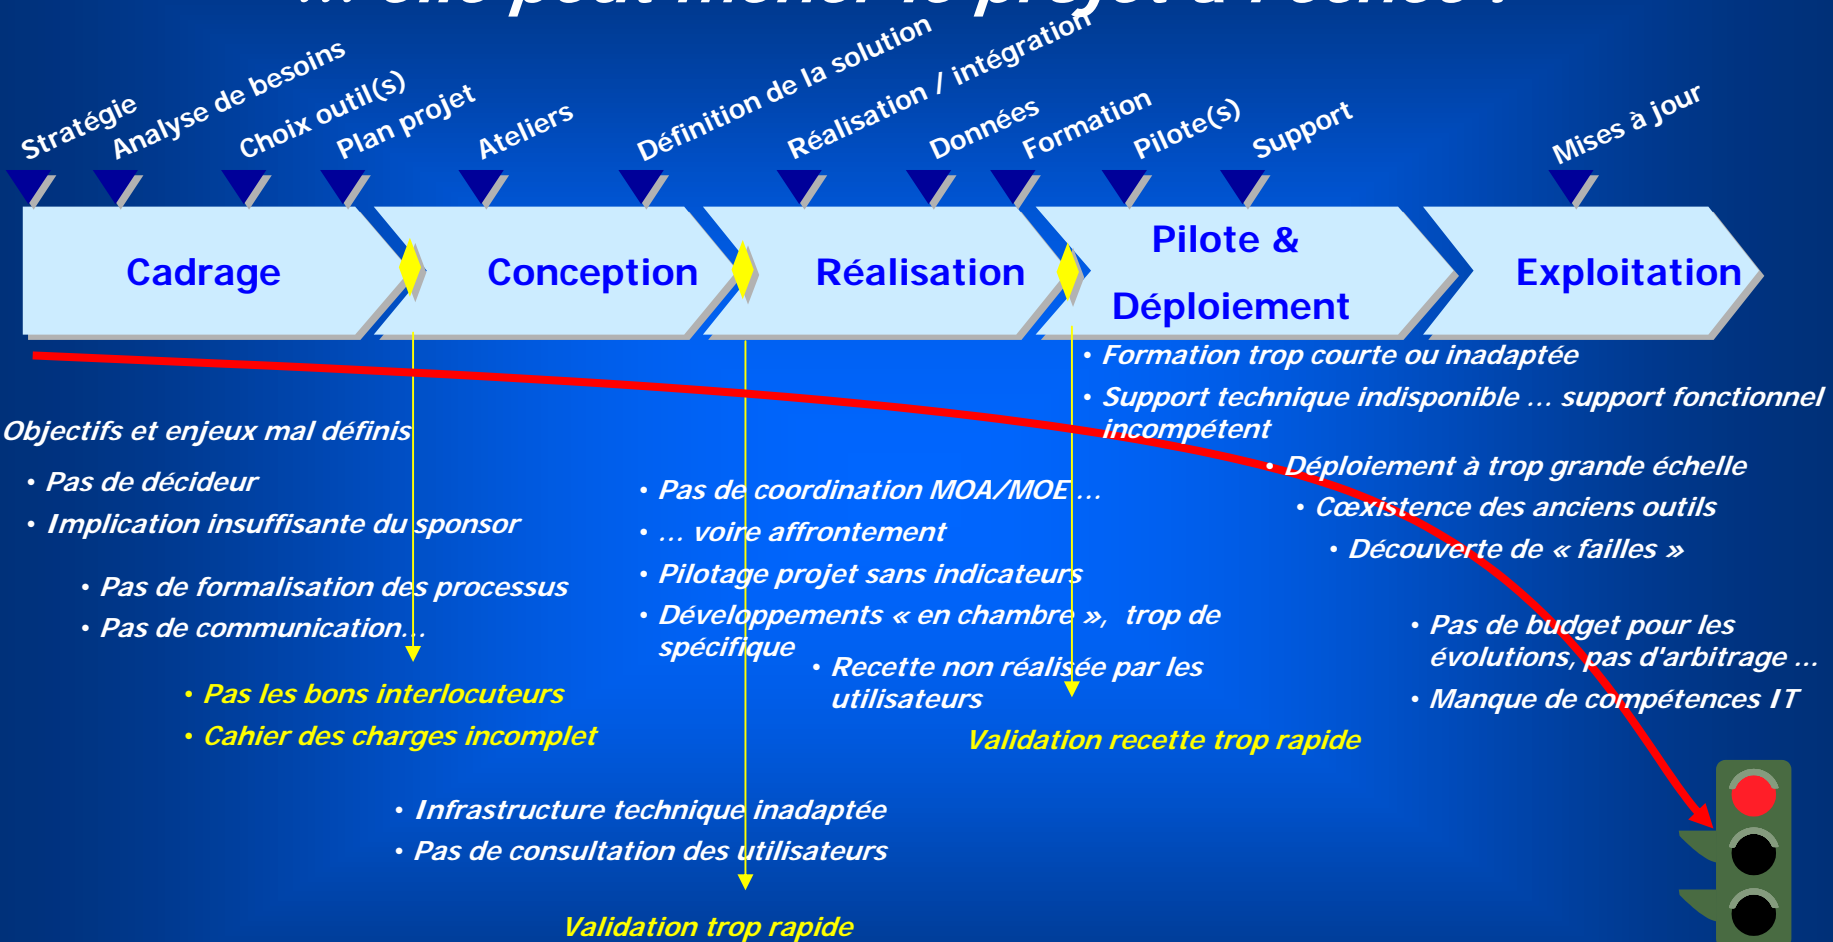 ... elle peut mener le projet à l'échec !
Stratégie
Analyse de besoins
Choix outil(s)
Plan projet
Ateliers
Définition de la solution
Réalisation / intégration
Données
Formation
Pilote(s)
Support
Mises à jour
Cadrage
Conception
Réalisation
Pilote &
Déploiement
Exploitation
Objectifs et enjeux mal définis
• Pas de décideur
• Implication insuffisante du sponsor
• Pas de formalisation des processus
• Pas de communication...
• Pas les bons interlocuteurs
• Cahier des charges incomplet
• Infrastructure technique inadaptée
• Pas de consultation des utilisateurs
Validation trop rapide
• Pas de coordination MOA/MOE ...
• ... voire affrontement
• Pilotage projet sans indicateurs
• Développements « en chambre », trop de
spécifique
• Recette non réalisée par les
utilisateurs
Validation recette trop rapide
• Formation trop courte ou inadaptée
• Support technique indisponible ... support fonctionnel
incompétent
• Déploiement à trop grande échelle
• Cœxistence des anciens outils
• Découverte de « failles »
• Pas de budget pour les
évolutions, pas d'arbitrage ...
• Manque de compétences IT